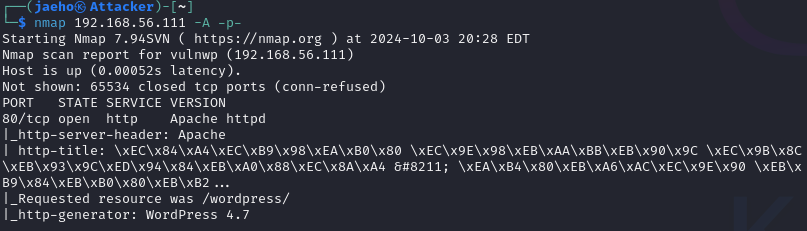 ┌──(jaeho㉿Attacker)-[~]
└─$ nmap 192.168.56.111 -A -p-
Starting Nmap 7.94SVN ( https://nmap.org ) at 2024-10-03 20:28 EDT
Nmap scan report for vulnwp (192.168.56.111)
Host is up (0.00052s latency).
Not shown: 65534 closed tcp ports (conn-refused)
PORT   STATE SERVICE VERSION
80/tcp open  http    Apache httpd
|_http-server-header: Apache
| http-title: \xEC\x84\xA4\xEC\xB9\x98\xEA\xB0\x80 \xEC\x9E\x98\xEB\xAA\xBB\xEB\x90\x9C \xEC\x9B\x8C
\xEB\x93\x9C\xED\x94\x84\xEB\xA0\x88\xEC\x8A\xA4 &#8211; \xEA\xB4\x80\xEB\xA6\xAC\xEC\x9E\x90 \xEB\x
B9\x84\xEB\xB0\x80\xEB\xB2...
|_Requested resource was /wordpress/
|_http-generator: WordPress 4.7